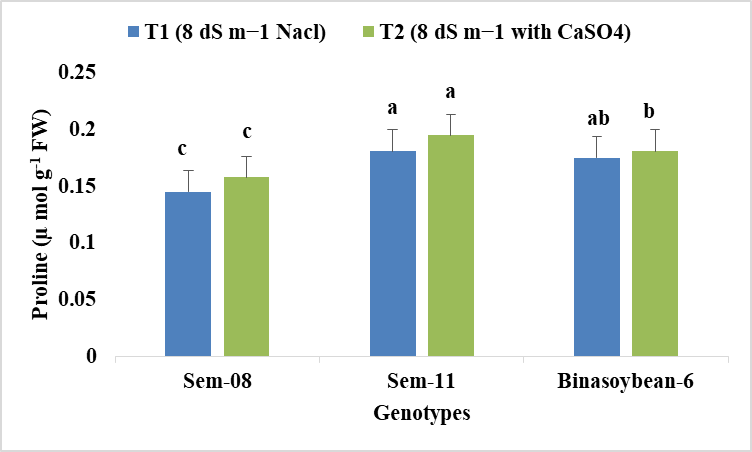 T1 (8 dS m−1 Nacl) T2 (8 dS m−1 with CaSO4)
0.25
0.2
0.15
0.1
0.05
0
Proline (µ mol g⁻¹ FW)
c c a a ab b
Sem-08 Sem-11 Binasoybean-6
Genotypes